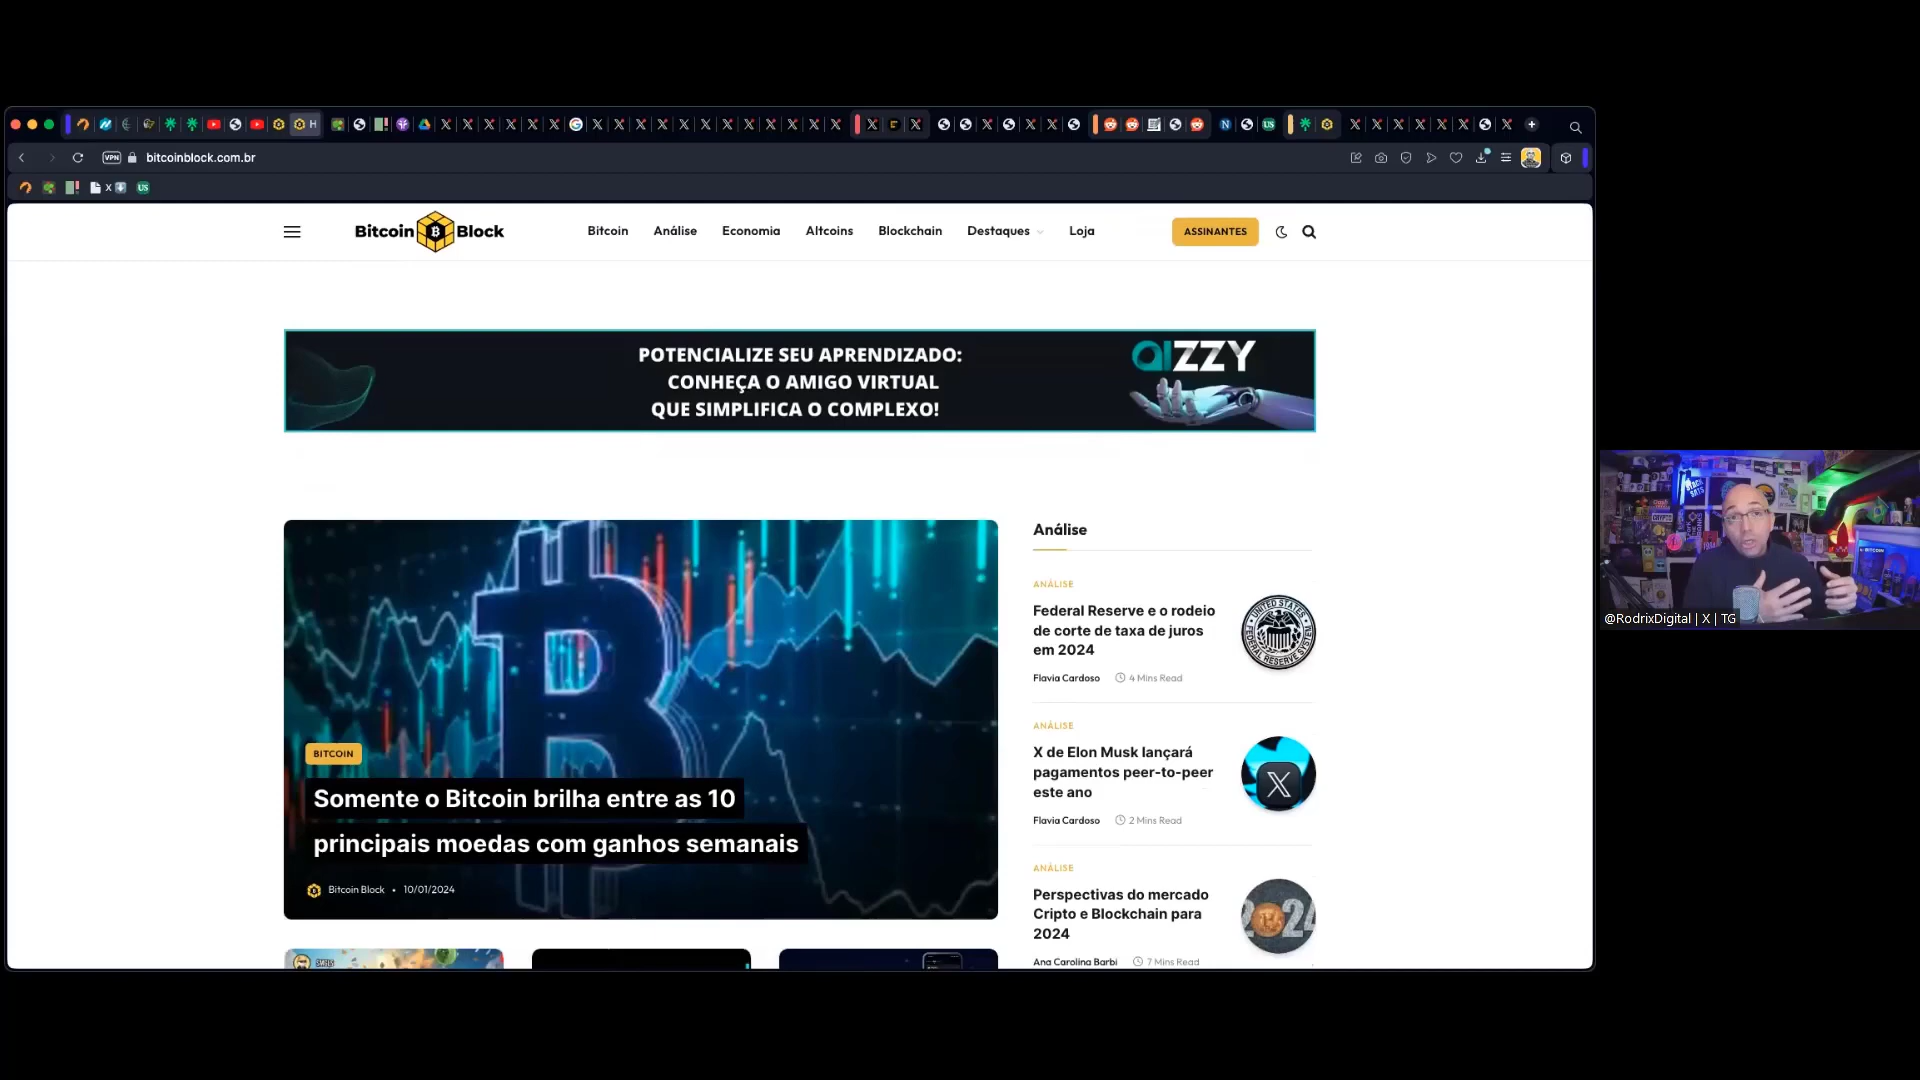 H
VPN
bitcoinblock.com.br
X
US
Bitcoin Block
Bitcoin
Análise
Economia
Altcoins
Blockchain
Destaques
Loja
ASSINANTES
POTENCIALIZE SEU APRENDIZADO:
CONHEÇA O AMIGO VIRTUAL
QUE SIMPLIFICA O COMPLEXO!
aIZZY
BITCOIN
Somente o Bitcoin brilha entre as 10
principais moedas com ganhos semanais
Bitcoin Block • 10/01/2024
Análise
ANÁLISE
Federal Reserve e o rodeio
de corte de taxa de juros
em 2024
Flavia Cardoso 4 Mins Read
ANÁLISE
X de Elon Musk lançará
pagamentos peer-to-peer
este ano
Flavia Cardoso 2 Mins Read
ANÁLISE
Perspectivas do mercado
Cripto e Blockchain para
2024
Ana Carolina Barbi 7 Mins Read
@RodrixDigital | X | TG